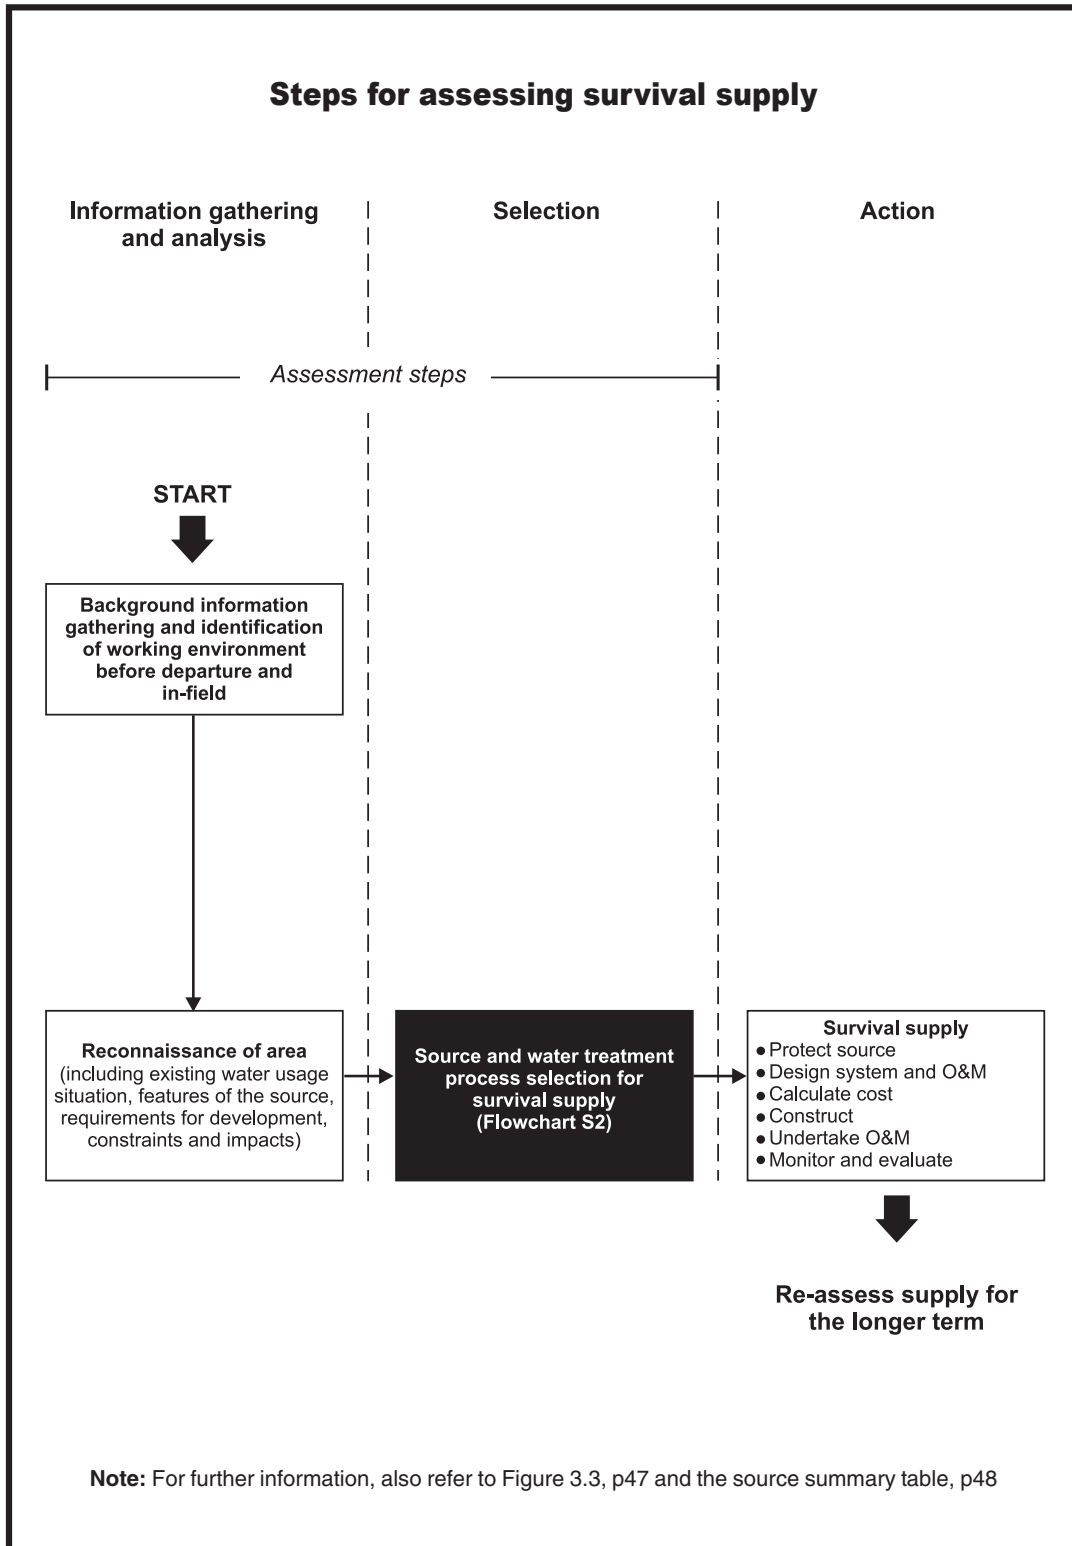 Steps for assessing survival supply
Information gathering
and analysis
Selection
Action
Assessment steps
START
Background information
gathering and identification
of working environment
before departure and
in-field
Reconnaissance of area
(including existing water usage
situation, features of the source,
requirements for development,
constraints and impacts)
Source and water treatment
process selection for
survival supply
(Flowchart S2)
Survival supply
● Protect source
● Design system and O&M
● Calculate cost
● Construct
● Undertake O&M
● Monitor and evaluate
Re-assess supply for
the longer term
Note: For further information, also refer to Figure 3.3, p47 and the source summary table, p48